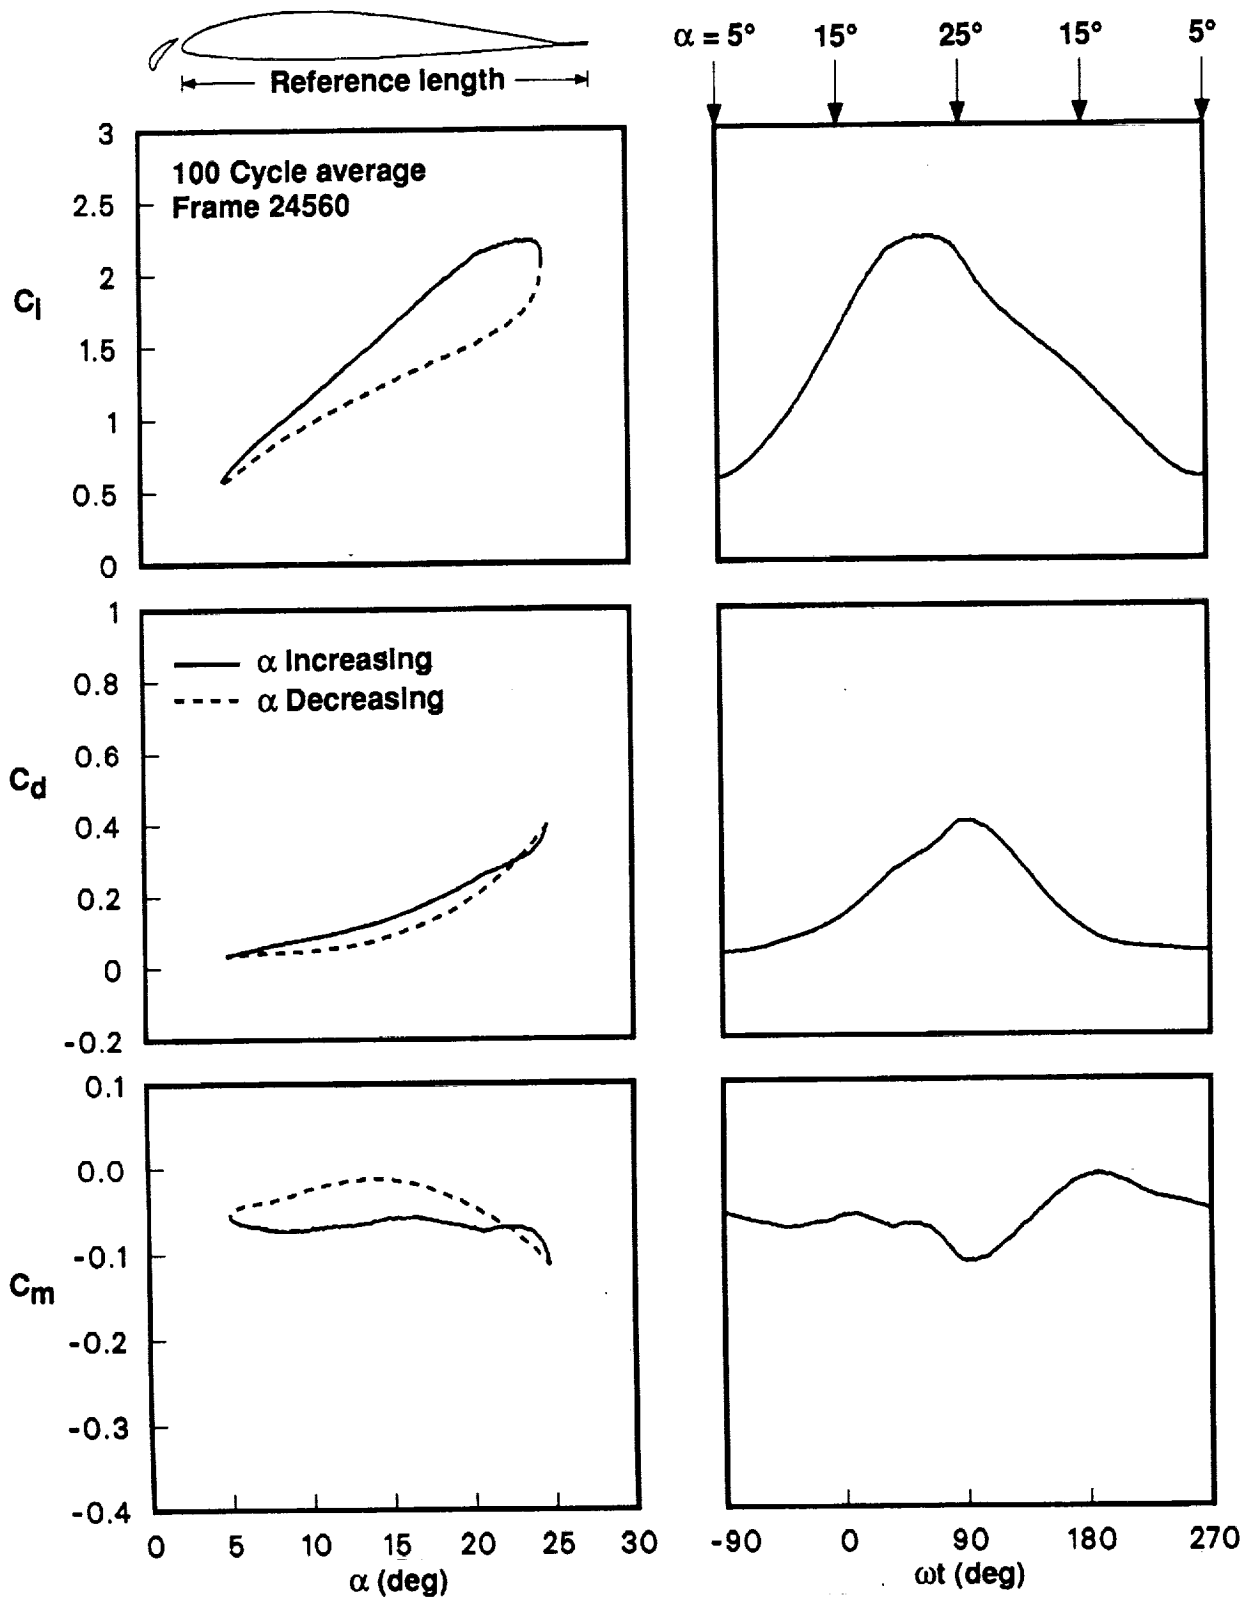 α = 5° 15° 25° 15° 5°
Reference length
3
100 Cycle average
2.5
Frame 24560
2
Cl
1.5
1
0.5
0
1
α Increasing
0.8
α Decreasing
0.6
Cd
0.4
0.2
0
-0.2
0.1
0.0
-0.1
Cm
-0.2
-0.3
-0.4
0 5 10 15 20 25 30
α (deg)
-90 0 90 180 270
ωt (deg)